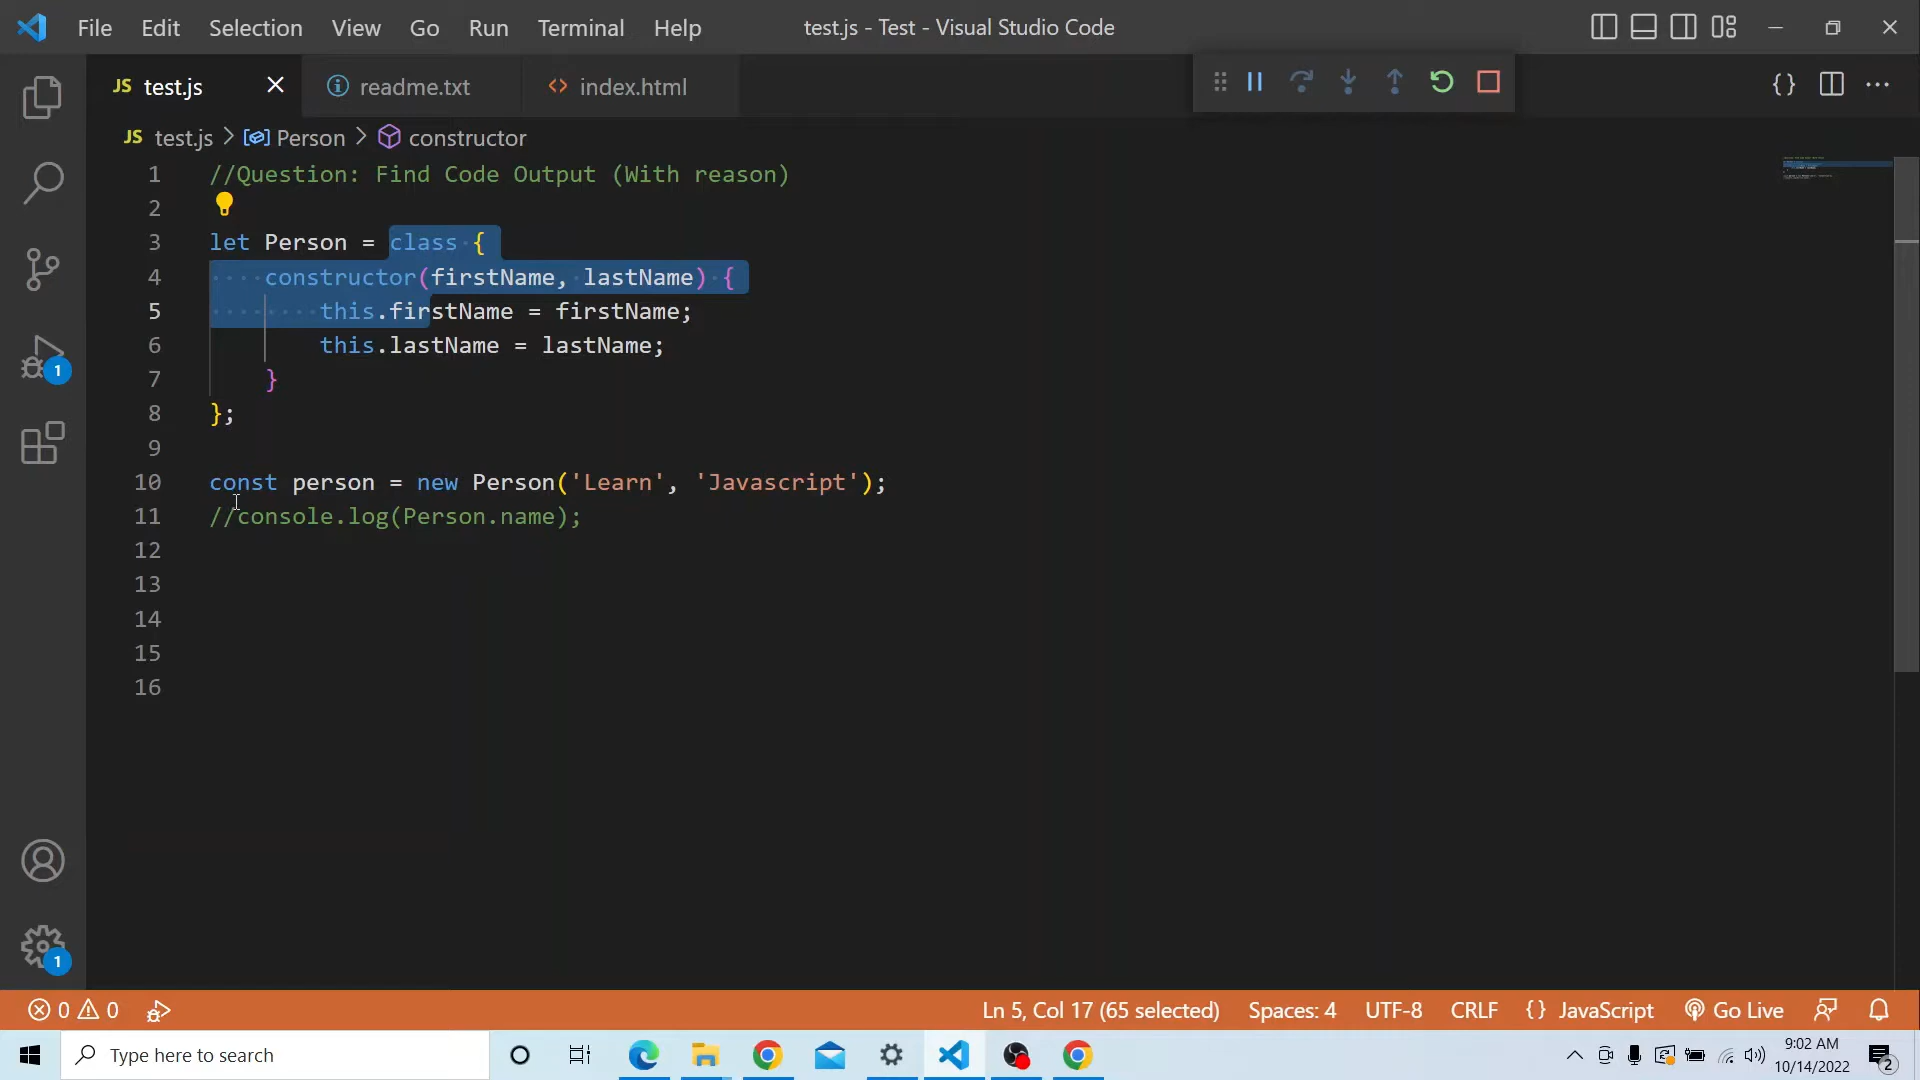 File Edit Selection View Go Run Terminal Help test.js - Test - Visual Studio Code
JS test.js readme.txt index.html
JS test.js > Person > constructor
1 //Question: Find Code Output (With reason)
2
3 let Person = class {
4 constructor(firstName, lastName) {
5 this.firstName = firstName;
6 this.lastName = lastName;
7 }
8 };
9
10 const person = new Person('Learn', 'Javascript');
11 //console.log(Person.name);
12
13
14
15
16
1
1
0 0 Ln 5, Col 17 (65 selected) Spaces: 4 UTF-8 CRLF {} JavaScript Go Live
Type here to search 9:02 AM
10/14/2022 2